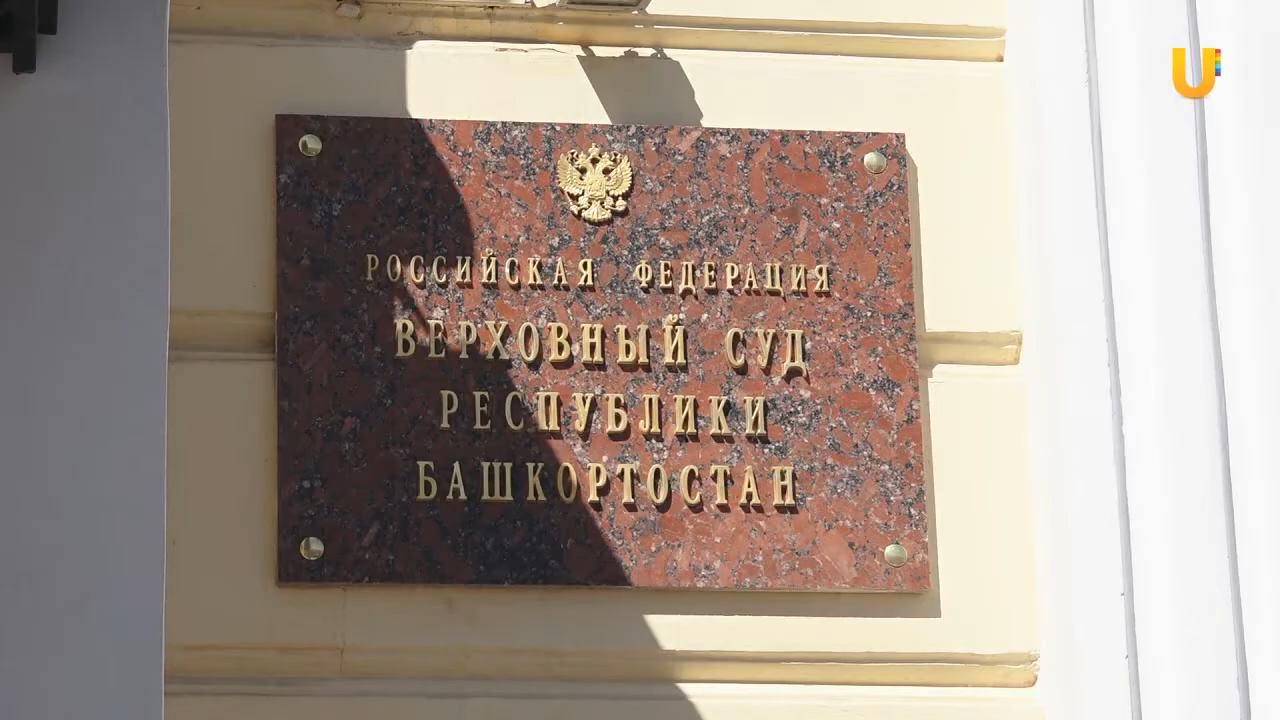 U
РОССИЙСКАЯ ФЕДЕРАЦИЯ
ВЕРХОВНЫЙ СУД
РЕСПУБЛИКИ
БАШКОРТОСТАН